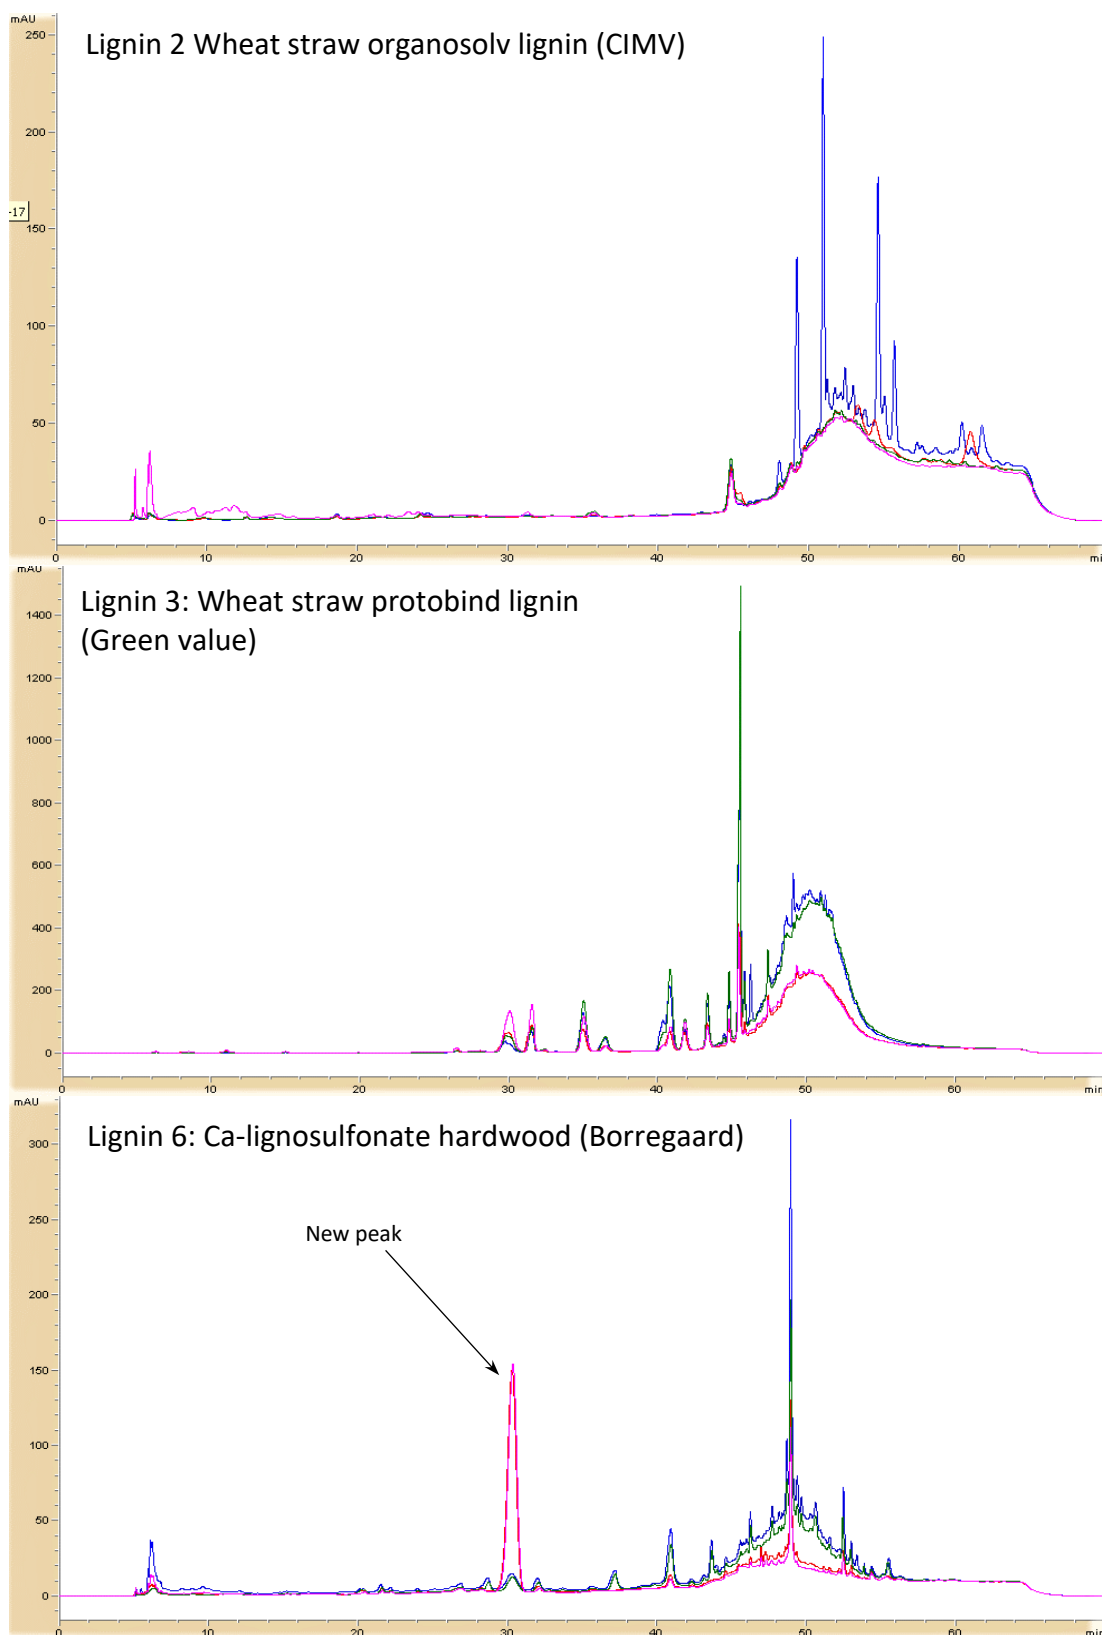 mAU
Lignin 2 Wheat straw organosolv lignin (CIMV)
250
200
-17
150
100
50
0
0 10 20 30 40 50 60 mi
mAU
Lignin 3: Wheat straw protobind lignin
(Green value)
1400
1200
1000
800
600
400
200
0
0 10 20 30 40 50 60 min
mAU
Lignin 6: Ca-lignosulfonate hardwood (Borregaard)
300
New peak
250
200
150
100
50
0
0 10 20 30 40 50 60 min